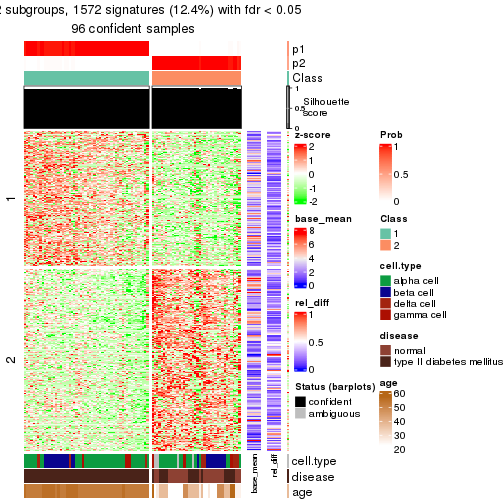 2 subgroups, 1572 signatures (12.4%) with fdr < 0.05
96 confident samples
p1
p2
Class
1
0.5
0
Silhouette
score
1
2
z-score
2
1
0
-1
-2
base_mean
8
6
4
2
0
rel_diff
1
0.5
0
Status (barplots)
confident
ambiguous
Prob
1
0.5
0
Class
1
2
cell.type
alpha cell
beta cell
delta cell
gamma cell
disease
normal
type II diabetes mellitus
age
60
50
40
30
20
cell.type
disease
age
base_mean
rel_diff